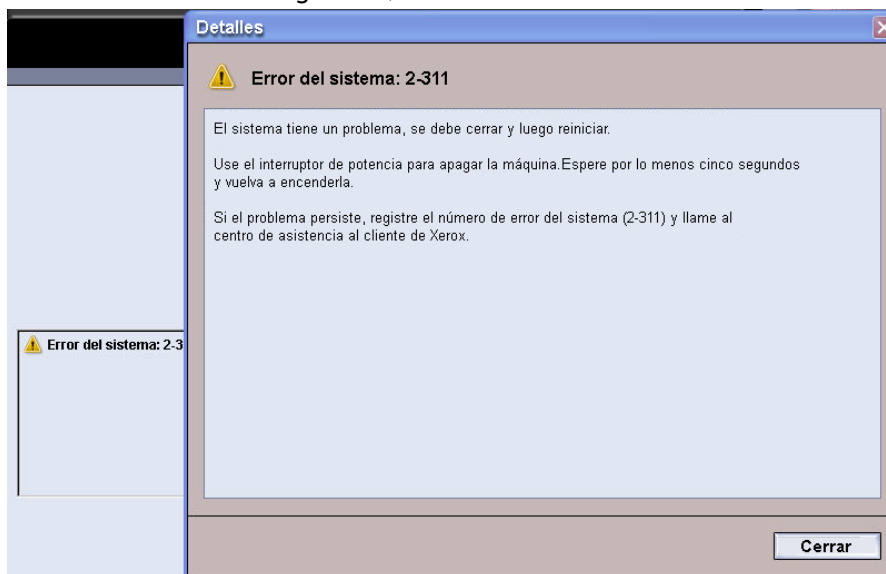 Detalles
Error del sistema: 2-311
El sistema tiene un problema, se debe cerrar y luego reiniciar.
Use el interruptor de potencia para apagar la máquina.Espere por lo menos cinco segundos
y vuelva a encenderla.
Si el problema persiste, registre el número de error del sistema (2-311) y llame al
centro de asistencia al cliente de Xerox.
Error del sistema: 2-3
Cerrar